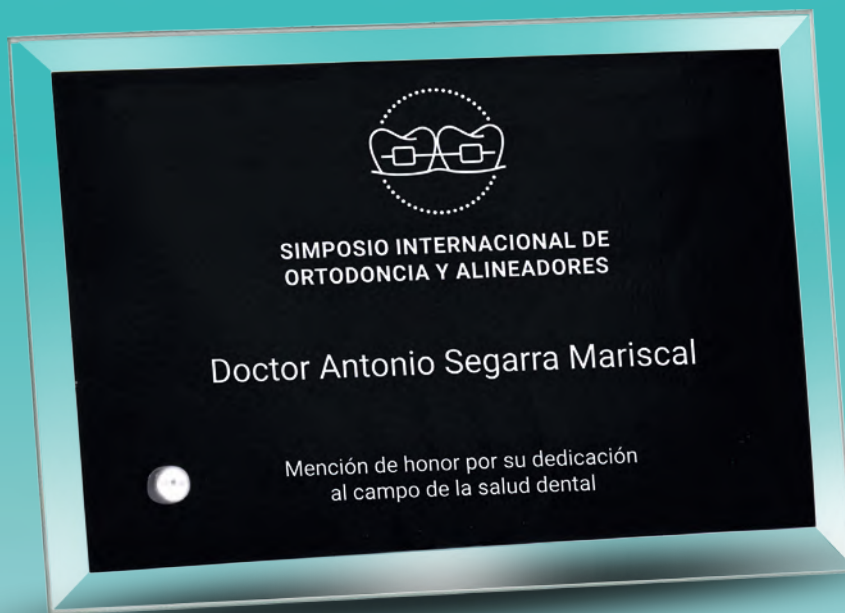 SIMPOSIO INTERNACIONAL DE
ORTODONCIA Y ALINEADORES
Doctor Antonio Segarra Mariscal
Mención de honor por su dedicación
al campo de la salud dental